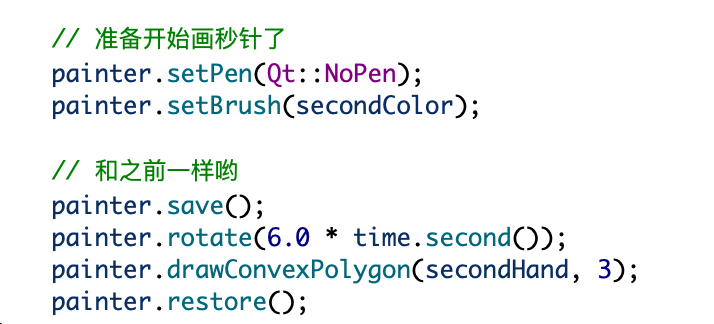 // 准备开始画秒针了
painter.setPen(Qt::NoPen);
painter.setBrush(secondColor);
// 和之前一样哟
painter.save();
painter.rotate(6.0 * time.second());
painter.drawConvexPolygon(secondHand, 3);
painter.restore();